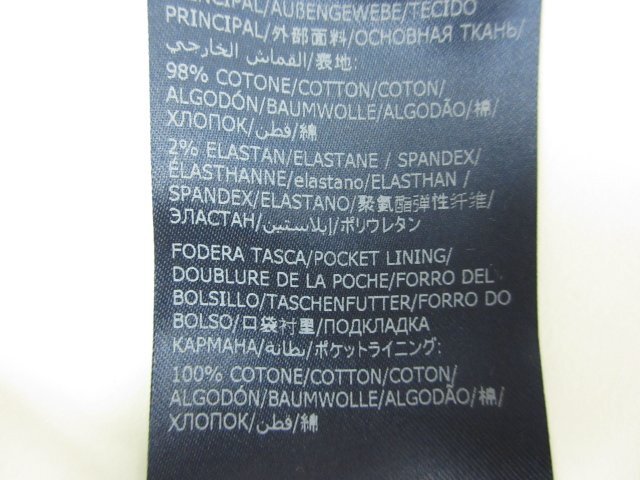 PRINCIPAL/AUßENGEWEBE/TECIDO
PRINCIPAL/外部面料/ОСНОВНАЯ ТКАНЬ/
القماش الخارجي/表地:
98% COTONE/COTTON/COTON/
ALGODÓN/BAUMWOLLE/ALGODÃO/棉/
ХЛОПОК/قطن/綿
2% ELASTAN/ELASTANE / SPANDEX/
ÉLASTHANNE/elastano/ELASTHAN /
SPANDEX/ELASTANO/聚氨酯弹性纤维/
ЭЛАСТАН/إيلاستين/ポリウレタン
FODERA TASCA/POCKET LINING/
DOUBLURE DE LA POCHE/FORRO DEL
BOLSILLO/TASCHENFUTTER/FORRO DO
BOLSO/口袋衬里/ПОДКЛАДКА
КАРМАНА/بطانة/ポケットライニング:
100% COTONE/COTTON/COTON/
ALGODÓN/BAUMWOLLE/ALGODÃO/棉/
ХЛОПОК/قطن/綿